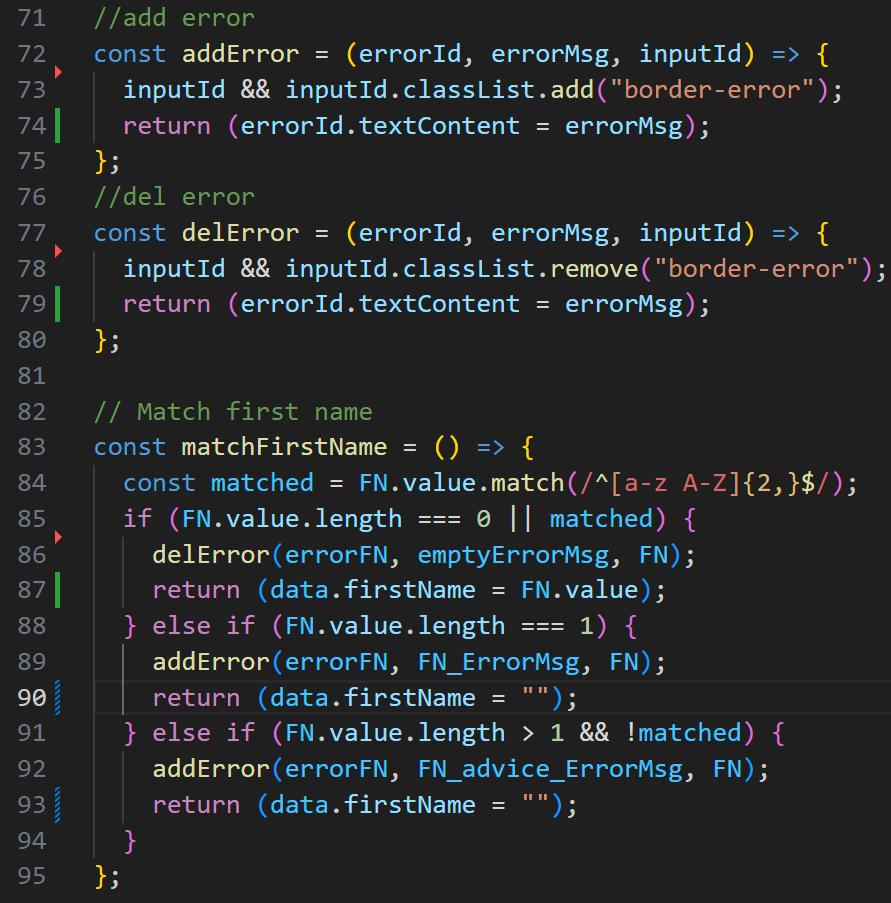 71 //add error
72 const addError = (errorId, errorMsg, inputId) => {
73   inputId && inputId.classList.add("border-error");
74   return (errorId.textContent = errorMsg);
75 };
76 //del error
77 const delError = (errorId, errorMsg, inputId) => {
78   inputId && inputId.classList.remove("border-error");
79   return (errorId.textContent = errorMsg);
80 };
81
82 // Match first name
83 const matchFirstName = () => {
84   const matched = FN.value.match(/^[a-z A-Z]{2,}$/);
85   if (FN.value.length === 0 || matched) {
86     delError(errorFN, emptyErrorMsg, FN);
87     return (data.firstName = FN.value);
88   } else if (FN.value.length === 1) {
89     addError(errorFN, FN_ErrorMsg, FN);
90     return (data.firstName = "");
91   } else if (FN.value.length > 1 && !matched) {
92     addError(errorFN, FN_advice_ErrorMsg, FN);
93     return (data.firstName = "");
94   }
95 };